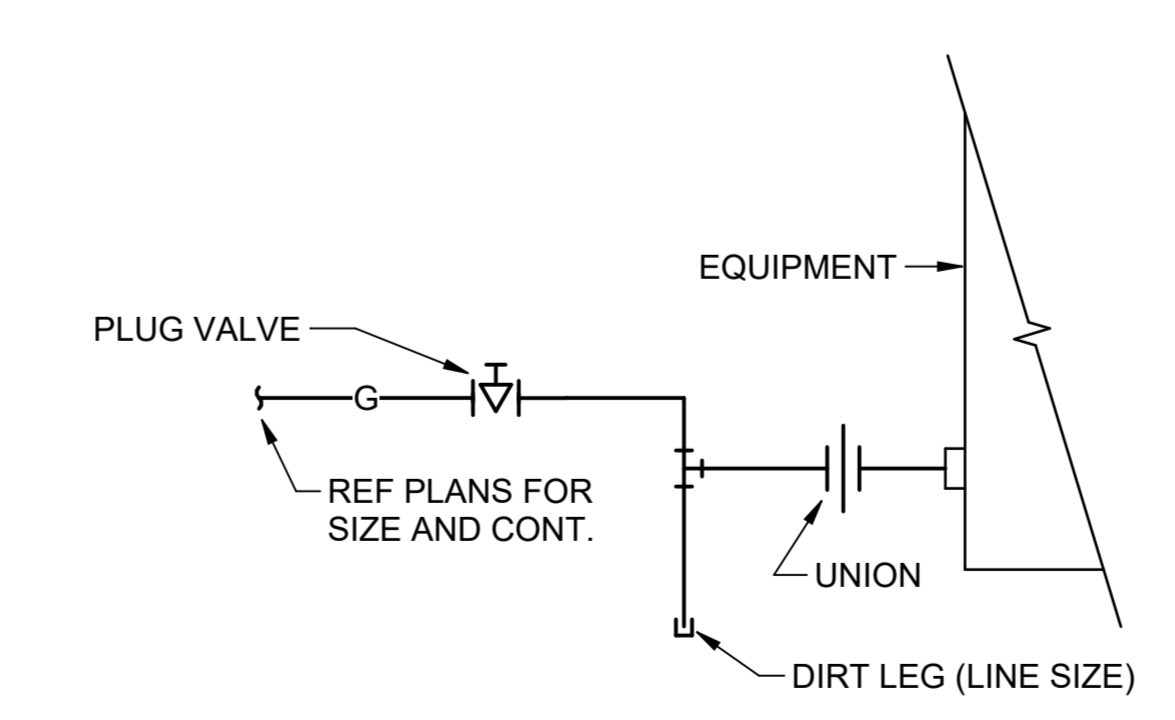 EQUIPMENT
PLUG VALVE
G
REF PLANS FOR
SIZE AND CONT.
UNION
DIRT LEG (LINE SIZE)